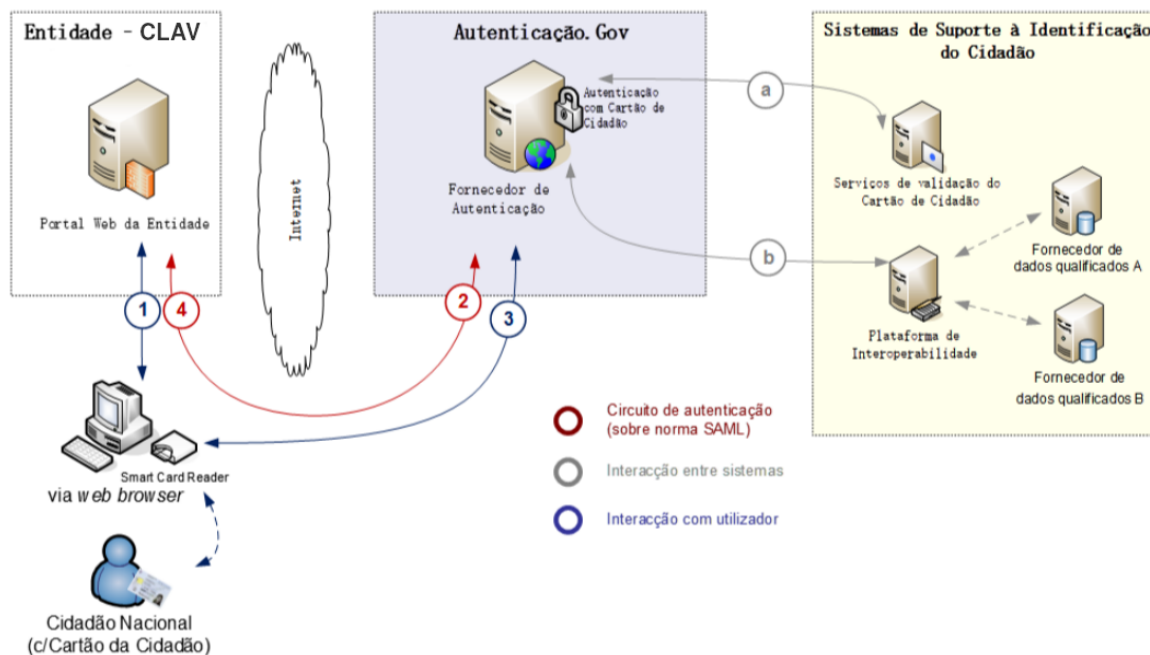 Entidade - CLAV
Portal Web da Entidade
Internet
Autenticação.Gov
Autenticação
com Cartão de
Cidadão
Fornecedor de
Autenticação
Sistemas de Suporte à Identificação
do Cidadão
Serviços de validação do
Cartão de Cidadão
Fornecedor de
dados qualificados A
Plataforma de
Interoperabilidade
Fornecedor de
dados qualificados B
a
b
1
4
2
3
Smart Card Reader
via web browser
Cidadão Nacional
(c/Cartão da Cidadão)
Circuito de autenticação
(sobre norma SAML)
Interacção entre sistemas
Interacção com utilizador